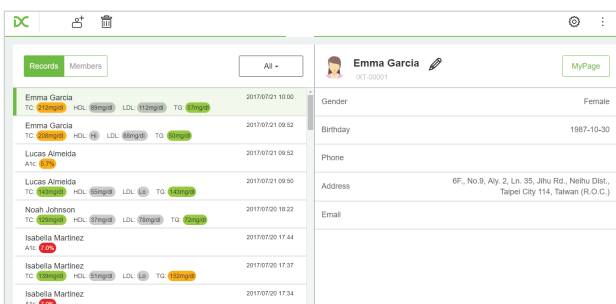 DC
Records Members All
Emma Garcia 2017/07/21 10:00
TC: 212mg/dl HDL: 89mg/dl LDL: 112mg/dl TG: 57mg/dl
Emma Garcia 2017/07/21 09:52
TC: 208mg/dl HDL: Hi LDL: 88mg/dl TG: 50mg/dl
Lucas Almeida 2017/07/21 09:52
A1c: 5.7%
Lucas Almeida 2017/07/21 09:50
TC: 143mg/dl HDL: 55mg/dl LDL: Lo TG: 143mg/dl
Noah Johnson 2017/07/20 18:22
TC: 129mg/dl HDL: 37mg/dl LDL: 78mg/dl TG: 72mg/dl
Isabella Martinez 2017/07/20 17:44
A1c: 7.0%
Isabella Martinez 2017/07/20 17:37
TC: 139mg/dl HDL: 51mg/dl LDL: Lo TG: 152mg/dl
Isabella Martinez 2017/07/20 17:34
A1c:
Emma Garcia
IXT-00001
MyPage
Gender Female
Birthday 1987-10-30
Phone
Address 6F., No.9, Aly. 2, Ln. 35, Jihu Rd., Neihu Dist.,
Taipei City 114, Taiwan (R.O.C.)
Email